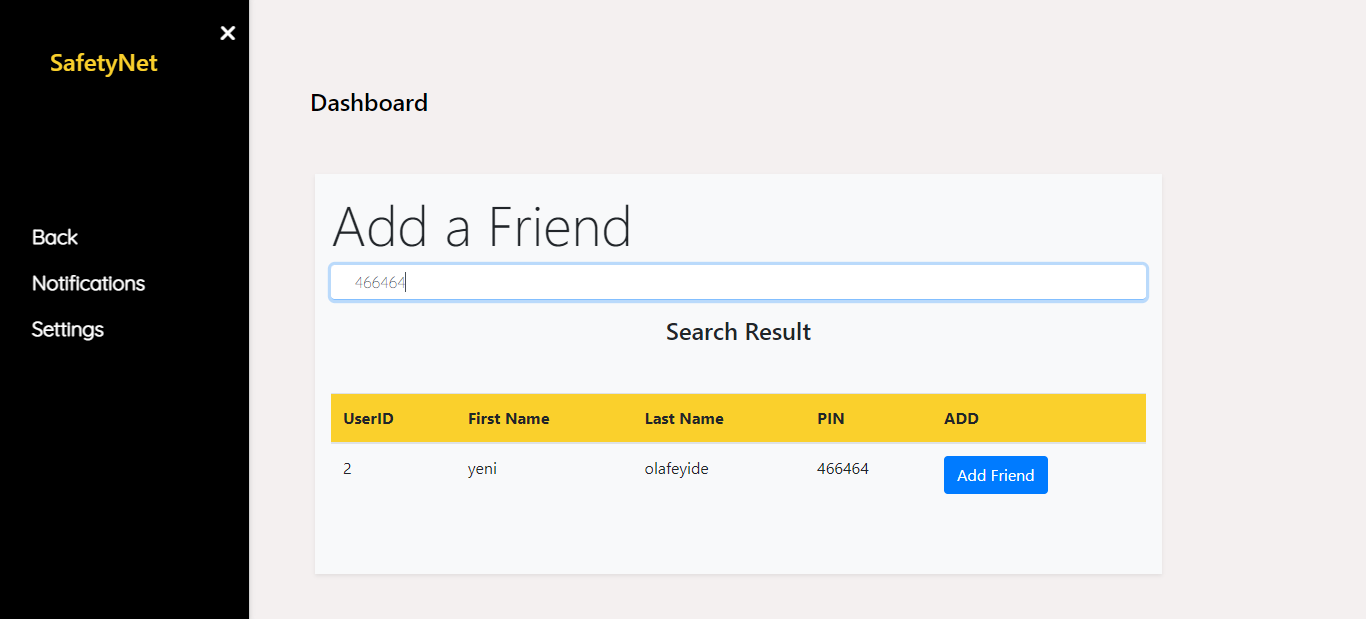 SafetyNet
Back
Notifications
Settings
Dashboard
Add a Friend
466464
Search Result
UserID First Name Last Name PIN ADD
2 yeni olafeyide 466464 Add Friend